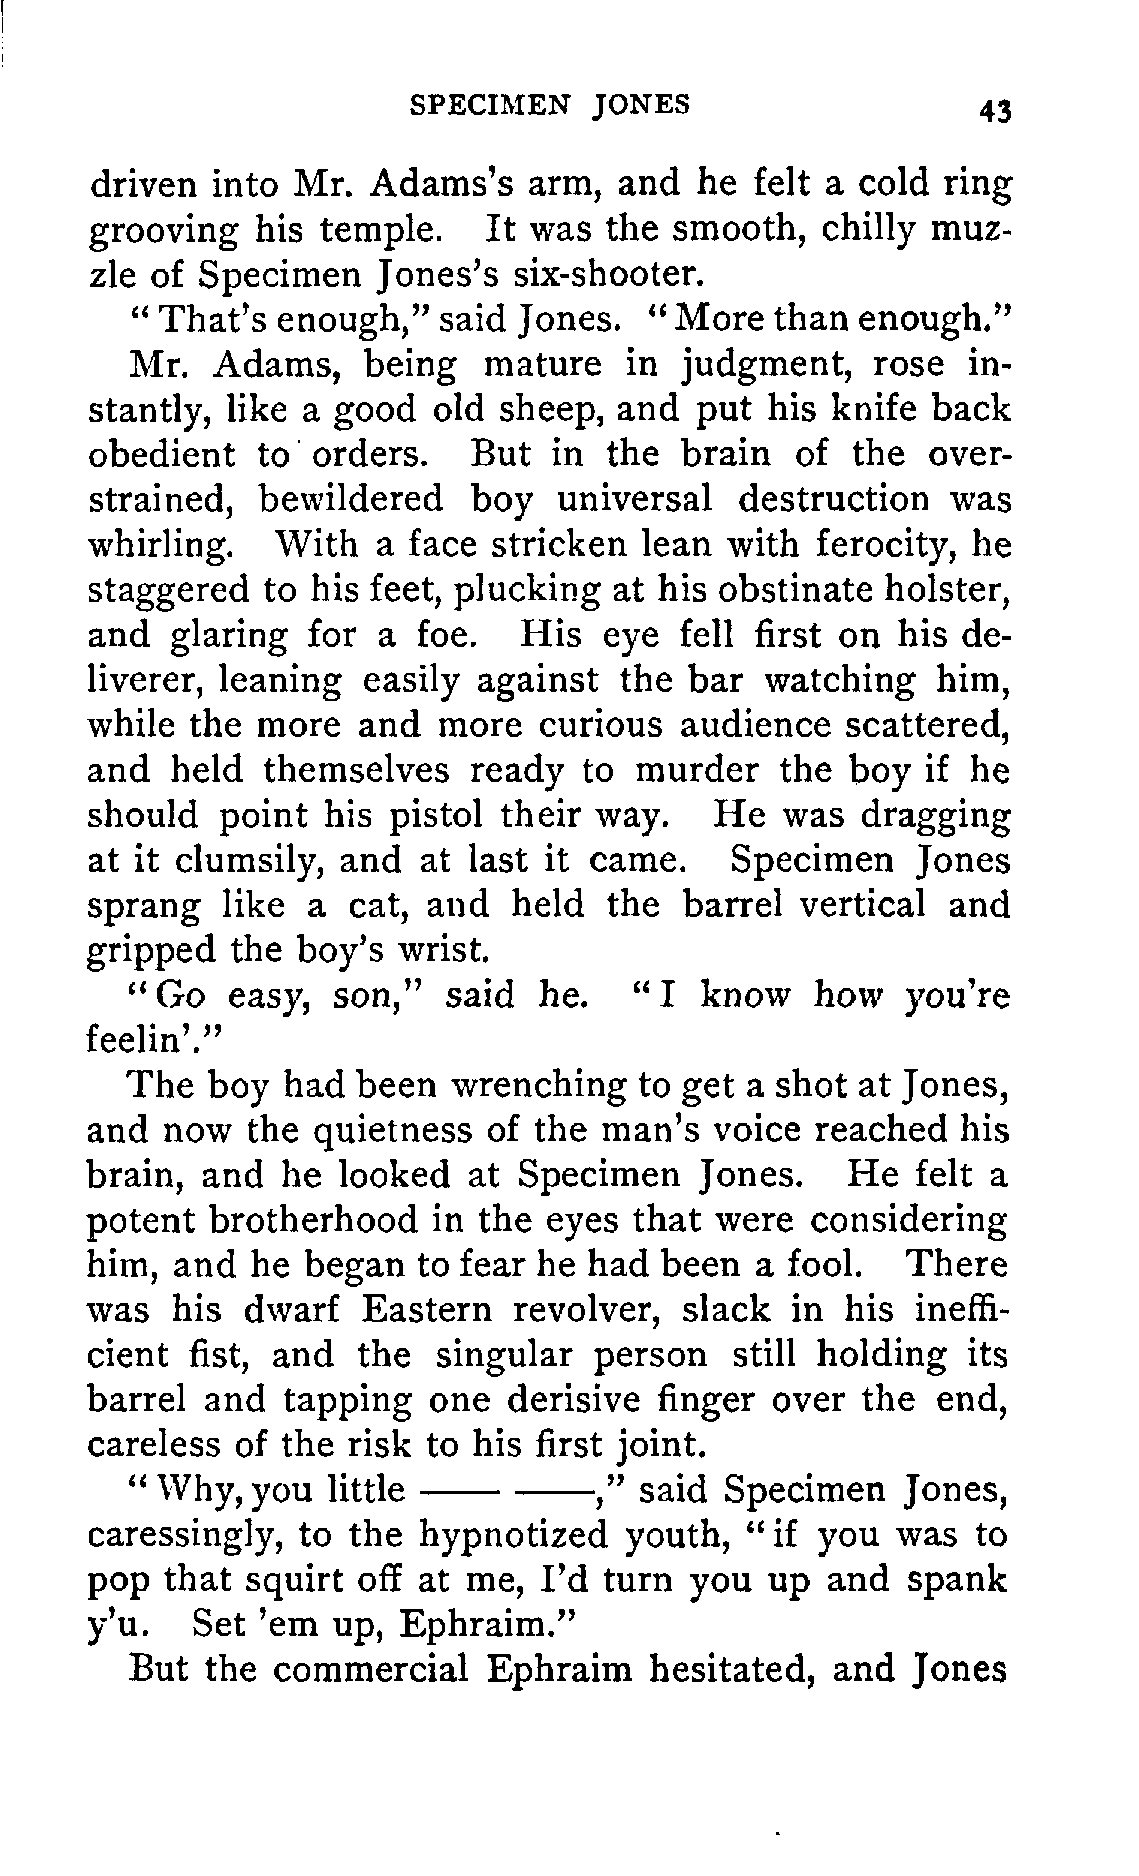 SPECIMEN JONES 43
driven into Mr. Adams's arm, and he felt a cold ring
grooving his temple. It was the smooth, chilly muz-
zle of Specimen Jones's six-shooter.
"That's enough," said Jones. "More than enough."
Mr. Adams, being mature in judgment, rose in-
stantly, like a good old sheep, and put his knife back
obedient to orders. But in the brain of the over-
strained, bewildered boy universal destruction was
whirling. With a face stricken lean with ferocity, he
staggered to his feet, plucking at his obstinate holster,
and glaring for a foe. His eye fell first on his de-
liverer, leaning easily against the bar watching him,
while the more and more curious audience scattered,
and held themselves ready to murder the boy if he
should point his pistol their way. He was dragging
at it clumsily, and at last it came. Specimen Jones
sprang like a cat, and held the barrel vertical and
gripped the boy's wrist.
"Go easy, son," said he. "I know how you're
feelin'."
The boy had been wrenching to get a shot at Jones,
and now the quietness of the man's voice reached his
brain, and he looked at Specimen Jones. He felt a
potent brotherhood in the eyes that were considering
him, and he began to fear he had been a fool. There
was his dwarf Eastern revolver, slack in his ineffi-
cient fist, and the singular person still holding its
barrel and tapping one derisive finger over the end,
careless of the risk to his first joint.
"Why, you little —— ——," said Specimen Jones,
caressingly, to the hypnotized youth, "if you was to
pop that squirt off at me, I'd turn you up and spank
y'u. Set 'em up, Ephraim."
But the commercial Ephraim hesitated, and Jones